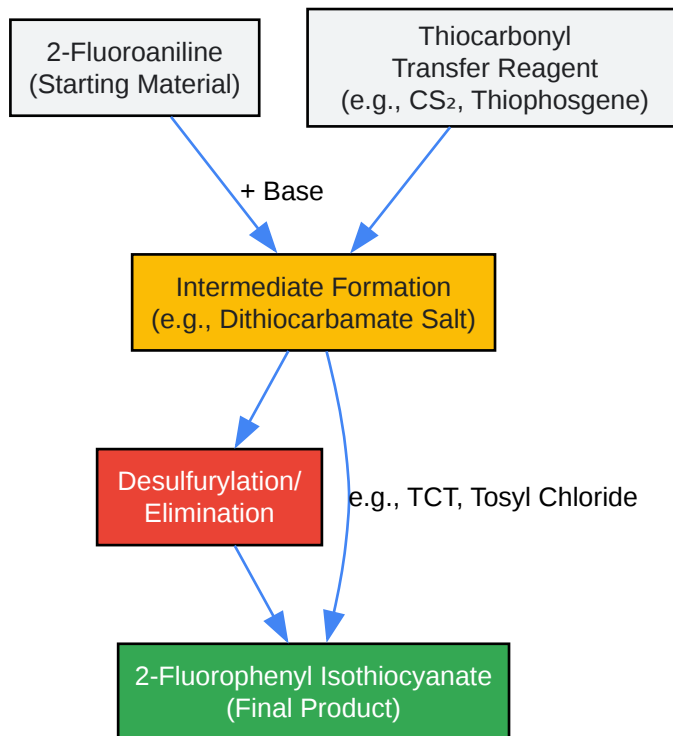 2-Fluoroaniline
(Starting Material)
Thiocarbonyl
Transfer Reagent
(e.g., CS₂, Thiophosgene)
+ Base
Intermediate Formation
(e.g., Dithiocarbamate Salt)
Desulfurylation/
Elimination
e.g., TCT, Tosyl Chloride
2-Fluorophenyl Isothiocyanate
(Final Product)